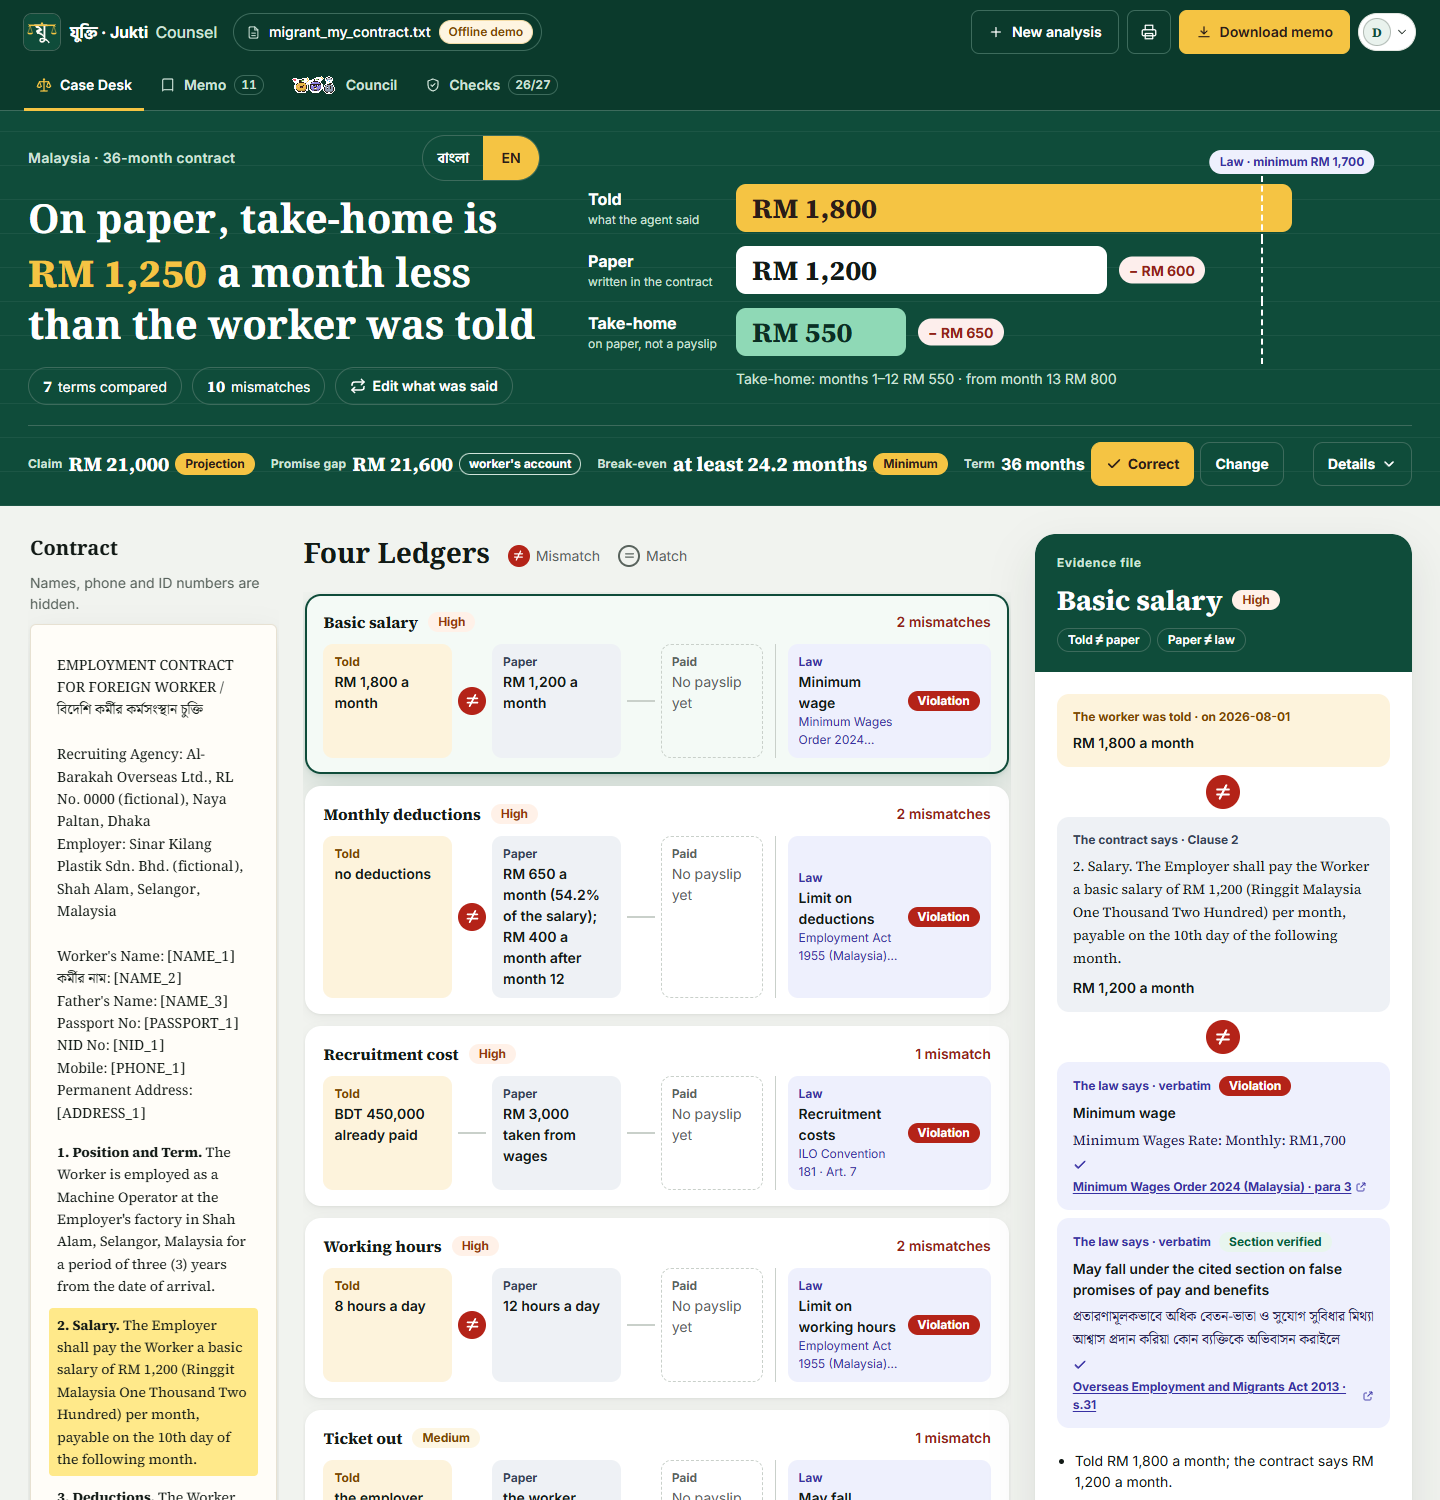 যুক্তি · Jukti Counsel
migrant_my_contract.txt Offline demo
New analysis
Download memo
D
Case Desk
Memo 11
Council
Checks 26/27
Malaysia · 36-month contract
বাংলা EN
On paper, take-home is
RM 1,250 a month less
than the worker was told
7 terms compared
10 mismatches
Edit what was said
Law · minimum RM 1,700
Told
what the agent said
RM 1,800
Paper
written in the contract
RM 1,200
– RM 600
Take-home
on paper, not a payslip
RM 550
– RM 650
Take-home: months 1–12 RM 550 · from month 13 RM 800
Claim RM 21,000 Projection
Promise gap RM 21,600 worker's account
Break-even at least 24.2 months Minimum
Term 36 months
Correct
Change
Details
Contract
Names, phone and ID numbers are
hidden.
EMPLOYMENT CONTRACT
FOR FOREIGN WORKER /
বিদেশি কর্মীর কর্মসংস্থান চুক্তি
Recruiting Agency: Al-
Barakah Overseas Ltd., RL
No. 0000 (fictional), Naya
Paltan, Dhaka
Employer: Sinar Kilang
Plastik Sdn. Bhd. (fictional),
Shah Alam, Selangor,
Malaysia
Worker's Name: [NAME_1]
কর্মীর নাম: [NAME_2]
Father's Name: [NAME_3]
Passport No: [PASSPORT_1]
NID No: [NID_1]
Mobile: [PHONE_1]
Permanent Address:
[ADDRESS_1]
1. Position and Term. The
Worker is employed as a
Machine Operator at the
Employer's factory in Shah
Alam, Selangor, Malaysia for
a period of three (3) years
from the date of arrival.
2. Salary. The Employer
shall pay the Worker a basic
salary of RM 1,200 (Ringgit
Malaysia One Thousand Two
Hundred) per month,
payable on the 10th day of
the following month.
3. Deductions. The Worker
Four Ledgers
≠ Mismatch
= Match
Basic salary High
2 mismatches
Told
RM 1,800 a
month
≠
Paper
RM 1,200 a
month
Paid
No payslip
yet
Law
Minimum
wage
Minimum Wages
Order 2024...
Violation
Monthly deductions High
2 mismatches
Told
no deductions
≠
Paper
RM 650 a
month (54.2%
of the salary);
RM 400 a
month after
month 12
Paid
No payslip
yet
Law
Limit on
deductions
Employment Act
1955 (Malaysia)...
Violation
Recruitment cost High
1 mismatch
Told
BDT 450,000
already paid
Paper
RM 3,000
taken from
wages
Paid
No payslip
yet
Law
Recruitment
costs
ILO Convention
181 · Art. 7
Violation
Working hours High
2 mismatches
Told
8 hours a day
≠
Paper
12 hours a day
Paid
No payslip
yet
Law
Limit on
working hours
Employment Act
1955 (Malaysia)...
Violation
Ticket out Medium
1 mismatch
Told
the employer
Paper
the worker
Paid
No payslip
Law
May fall
Evidence file
Basic salary High
Told ≠ paper
Paper ≠ law
The worker was told · on 2026-08-01
RM 1,800 a month
≠
The contract says · Clause 2
2. Salary. The Employer shall pay the Worker
a basic salary of RM 1,200 (Ringgit Malaysia
One Thousand Two Hundred) per month,
payable on the 10th day of the following
month.
RM 1,200 a month
≠
The law says · verbatim Violation
Minimum wage
Minimum Wages Rate: Monthly: RM1,700
Minimum Wages Order 2024 (Malaysia) · para 3
The law says · verbatim Section verified
May fall under the cited section on false
promises of pay and benefits
প্রতারণামূলকভাবে অধিক বেতন-ভাতা ও সুযোগ সুবিধার মিথ্যা
আশ্বাস প্রদান করিয়া কোন ব্যক্তিকে অভিবাসন করাইলে
Overseas Employment and Migrants Act 2013 ·
s.31
• Told RM 1,800 a month; the contract says RM
1,200 a month.